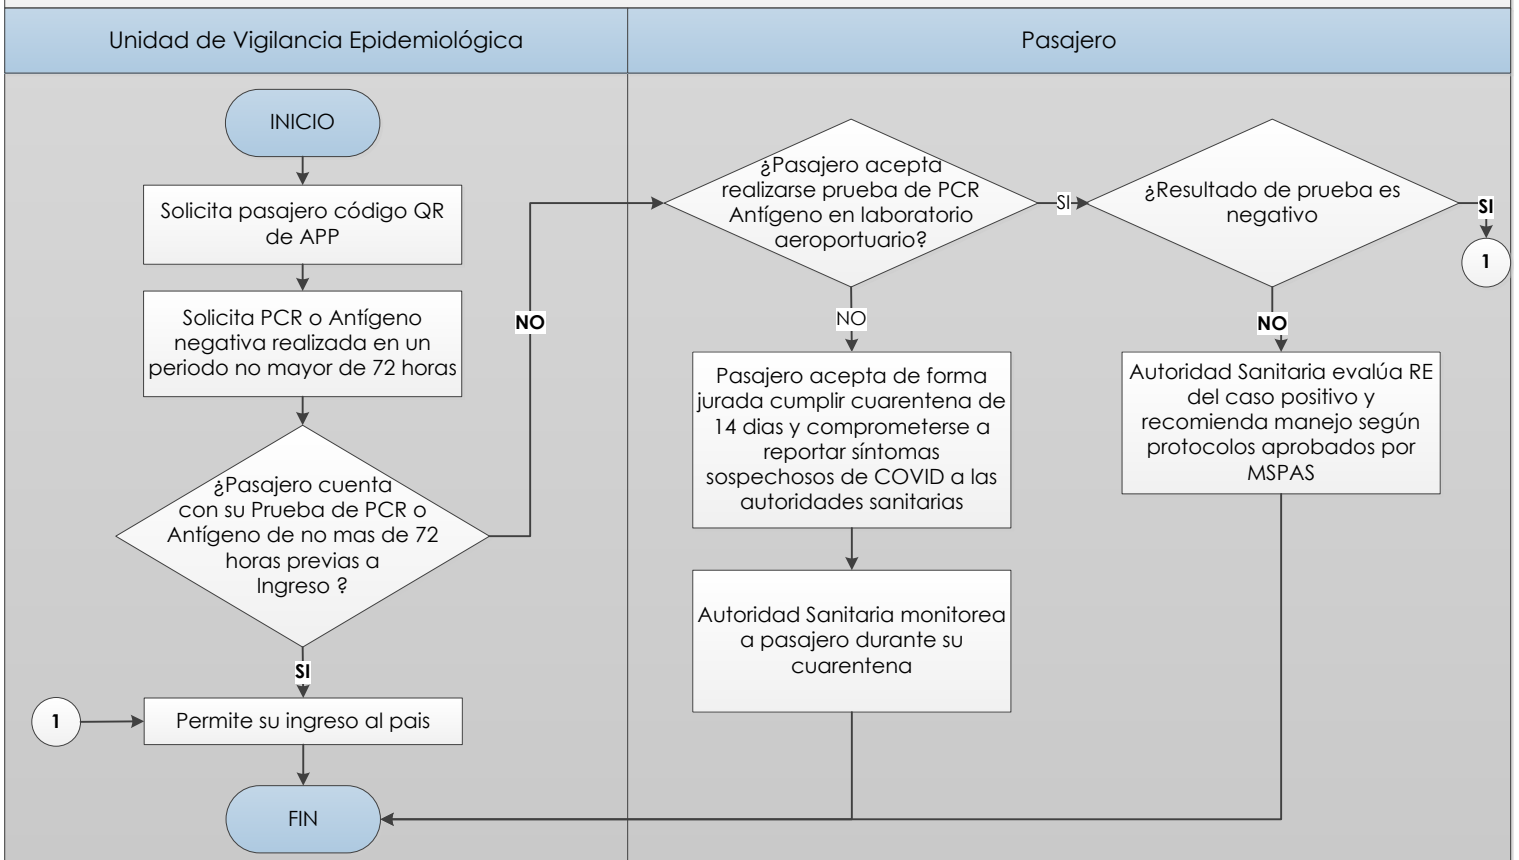 Unidad de Vigilancia Epidemiológica
Pasajero
INICIO
Solicita pasajero código QR
de APP
Solicita PCR o Antígeno
negativa realizada en un
periodo no mayor de 72 horas
¿Pasajero cuenta
con su Prueba de PCR o
Antígeno de no mas de 72
horas previas a
Ingreso ?
NO
SI
1
Permite su ingreso al pais
FIN
¿Pasajero acepta
realizarse prueba de PCR
Antígeno en laboratorio
aeroportuario?
SI
NO
Pasajero acepta de forma
jurada cumplir cuarentena de
14 dias y comprometerse a
reportar síntomas
sospechosos de COVID a las
autoridades sanitarias
Autoridad Sanitaria monitorea
a pasajero durante su
cuarentena
¿Resultado de prueba es
negativo
SI
1
NO
Autoridad Sanitaria evalúa RE
del caso positivo y
recomienda manejo según
protocolos aprobados por
MSPAS